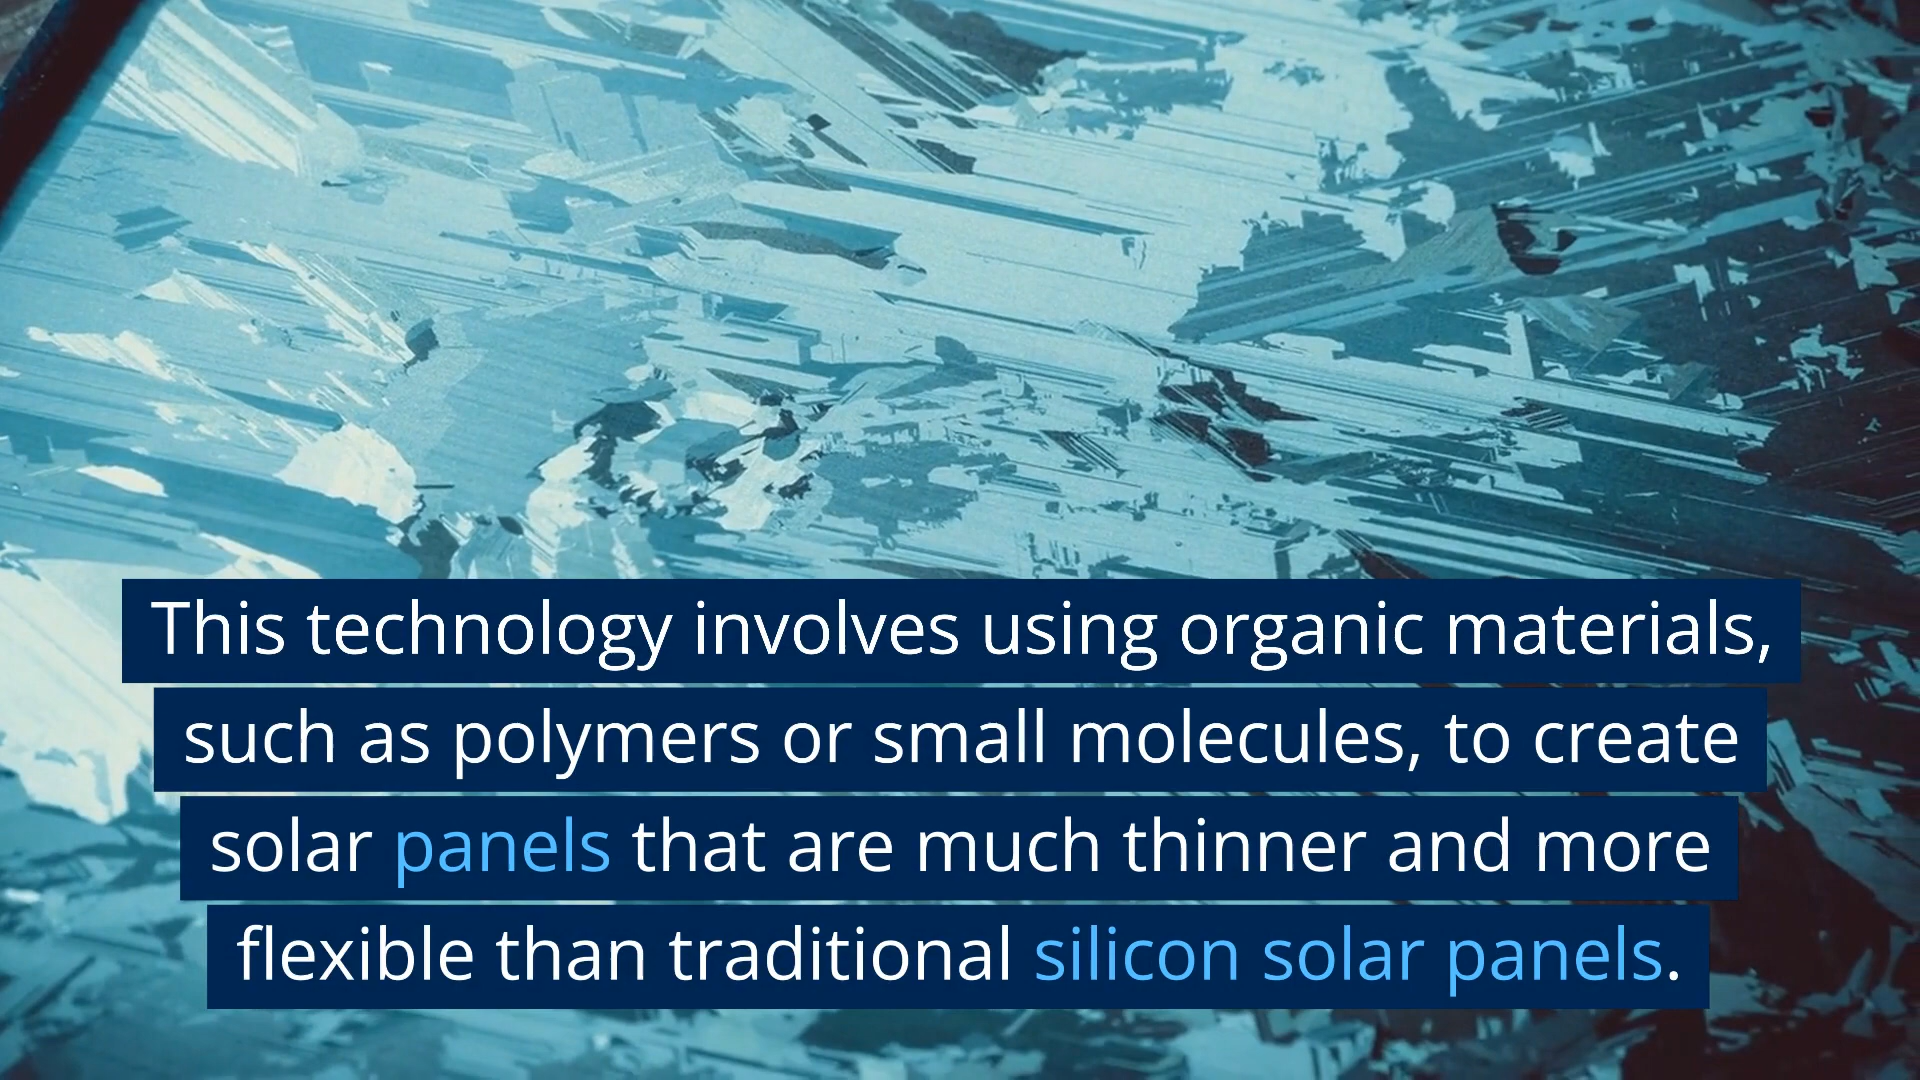 This technology involves using organic materials,
such as polymers or small molecules, to create
solar panels that are much thinner and more
flexible than traditional silicon solar panels.